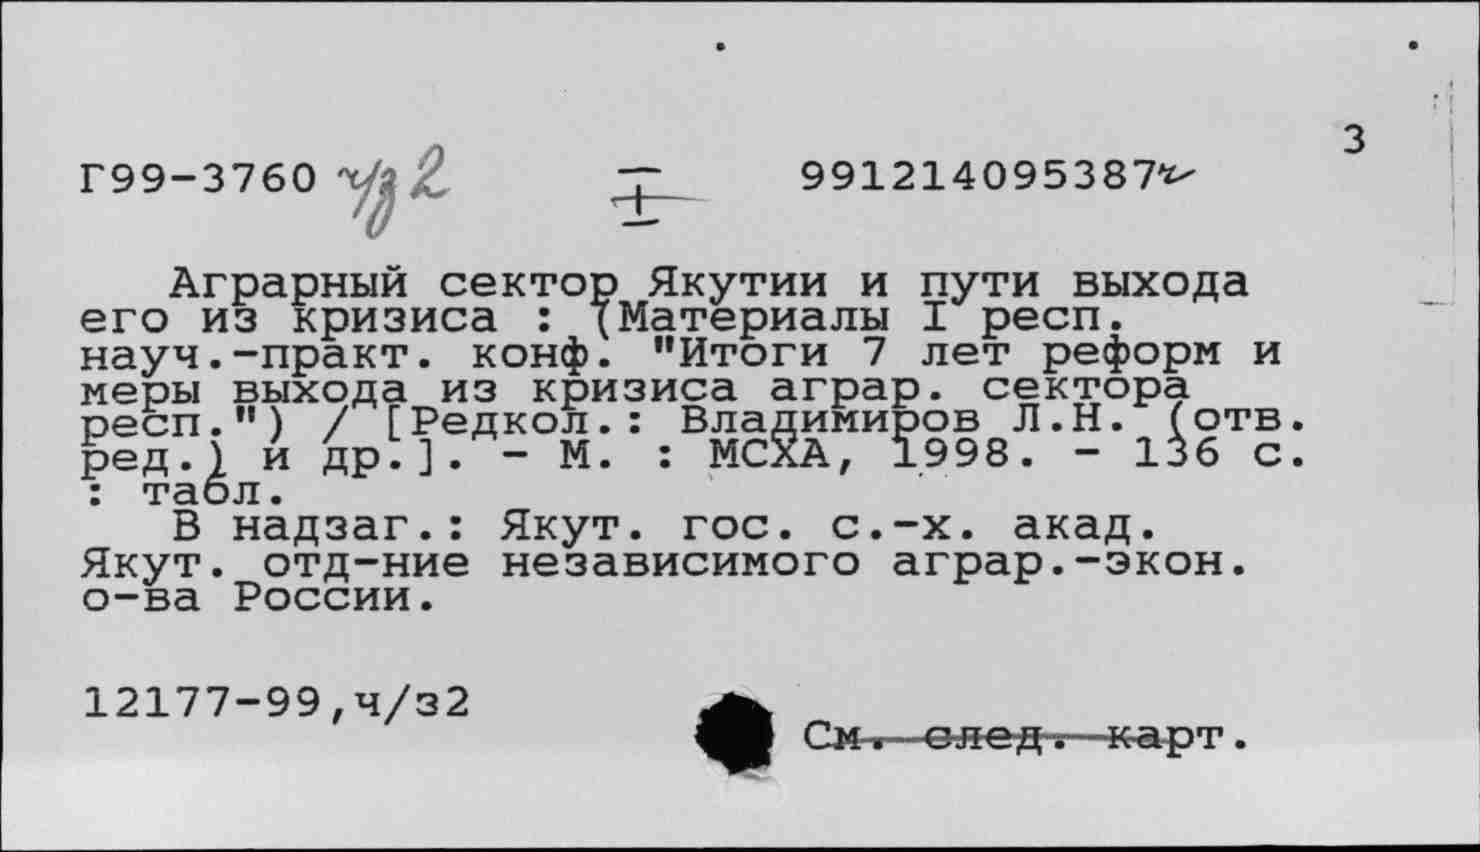 3
Г99-3760 ч/з 2 I 991214095387
Аграрный сектор Якутии и пути выхода
его из кризиса : (Материалы I респ.
науч.-практ. конф. "Итоги 7 лет реформ и
меры выхода из кризиса аграр. сектора
респ.") / [Редкол.: Владимиров Л.Н. (отв.
ред.) и др.]. - М. : МСХА, 1998. - 136 с.
: табл.
В надзаг.: Якут. гос. с.-х. акад.
Якут. отд-ние независимого аграр.-экон.
о-ва России.
12177-99,ч/з2
См. след. карт.